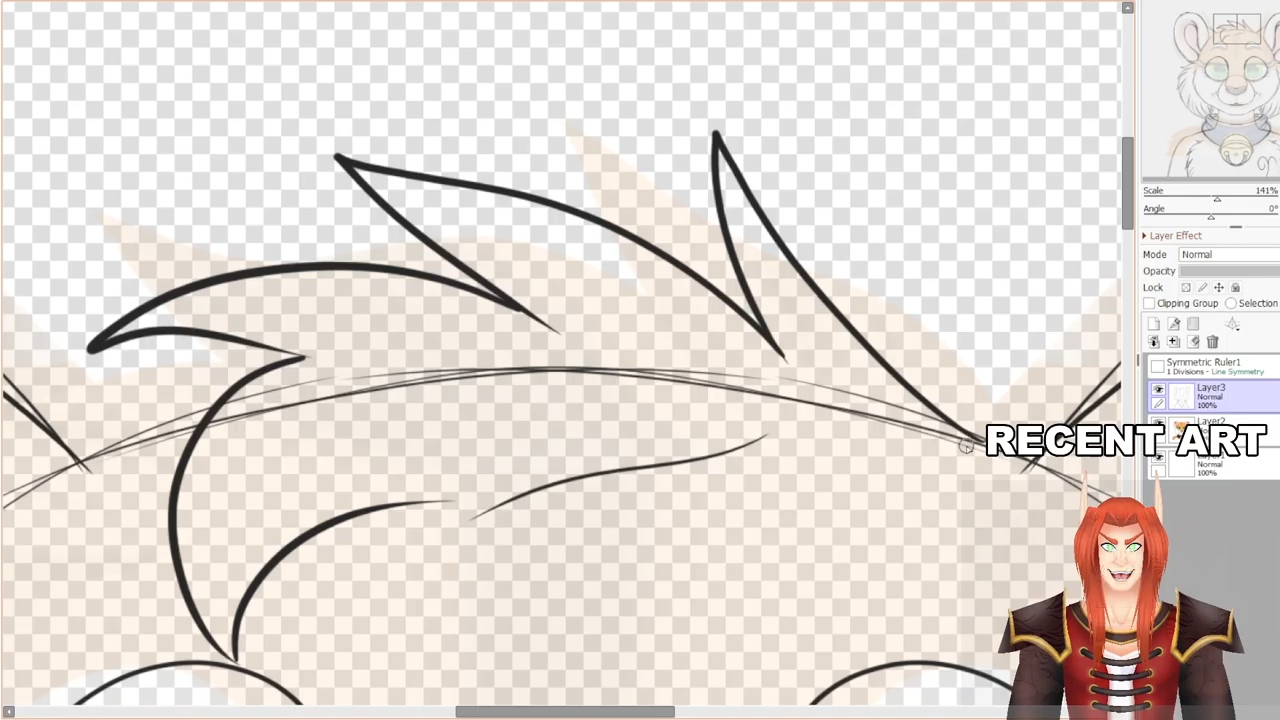 Scale 141%
Angle 0°
Layer Effect
Mode Normal
Opacity
Lock
Clipping Group Selection
Symmetric Ruler1
1 Divisions - Line Symmetry
Layer3
Normal
100%
Layer2
RECENT ART
Normal
100%